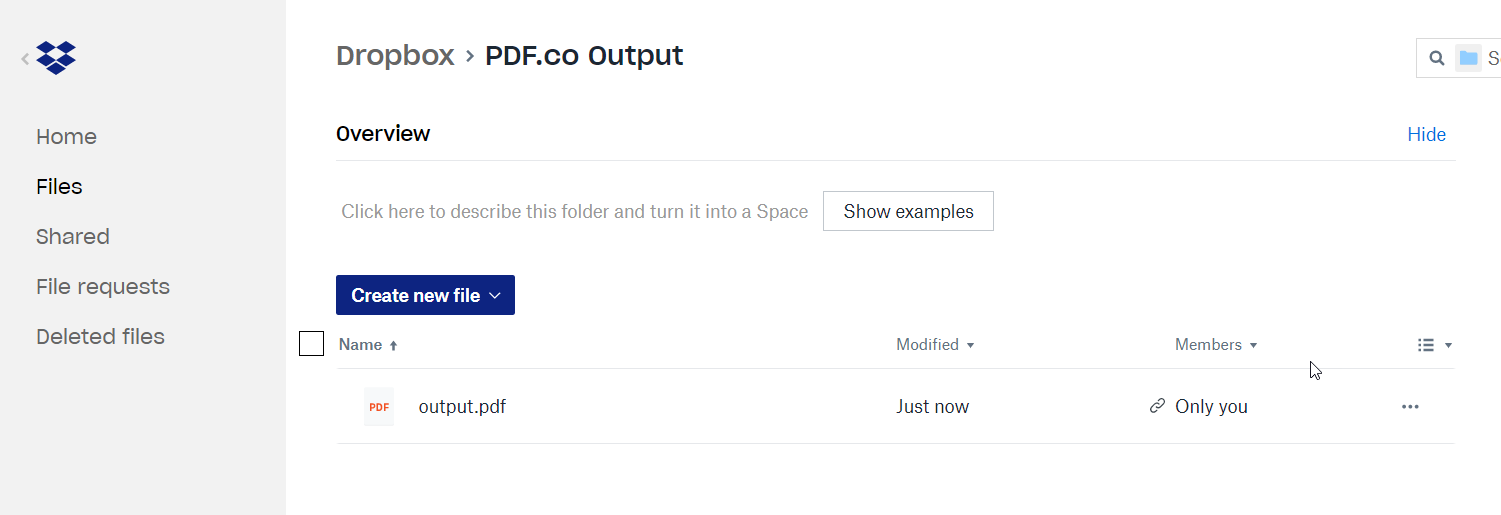 Dropbox › PDF.co Output
Home
Files
Shared
File requests
Deleted files
Overview
Hide
Click here to describe this folder and turn it into a Space
Show examples
Create new file
Name
Modified
Members
PDF
output.pdf
Just now
Only you